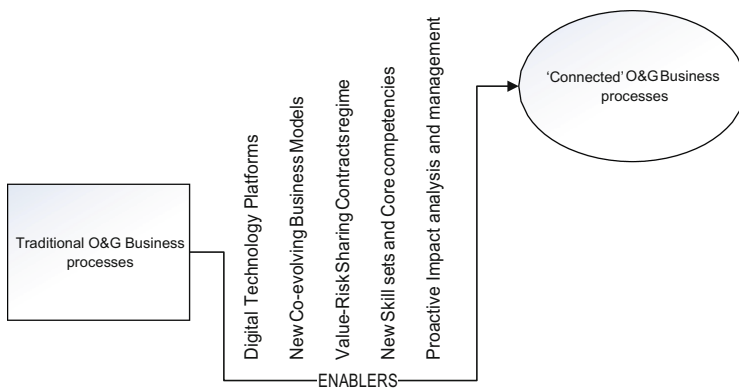 Traditional O&G Business
processes
Digital Technology Platforms
New Co-evolving Business Models
Value-Risk Sharing Contracts regime
New Skill sets and Core competencies
Proactive Impact analysis and management
ENABLERS
‘Connected’ O&G Business
processes